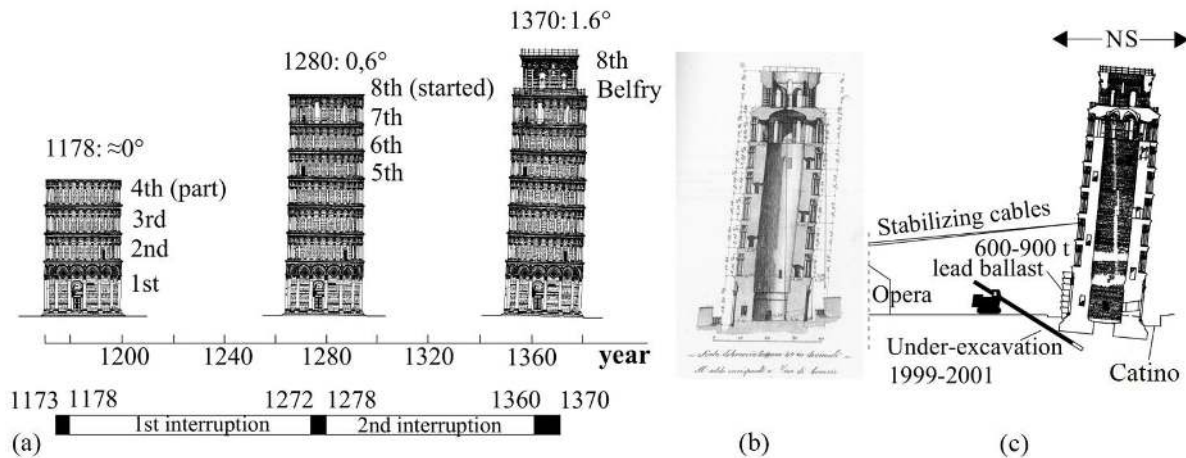 1178: ≈0°
4th (part)
3rd
2nd
1st
1280: 0,6°
8th (started)
7th
6th
5th
1370: 1.6°
8th
Belfry
1200
1240
1280
1320
1360
year
1173
1178
1272
1278
1360
1370
1st interruption
2nd interruption
(a)
(b)
NS
Stabilizing cables
600-900 t
lead ballast
Opera
Under-excavation
1999-2001
Catino
(c)